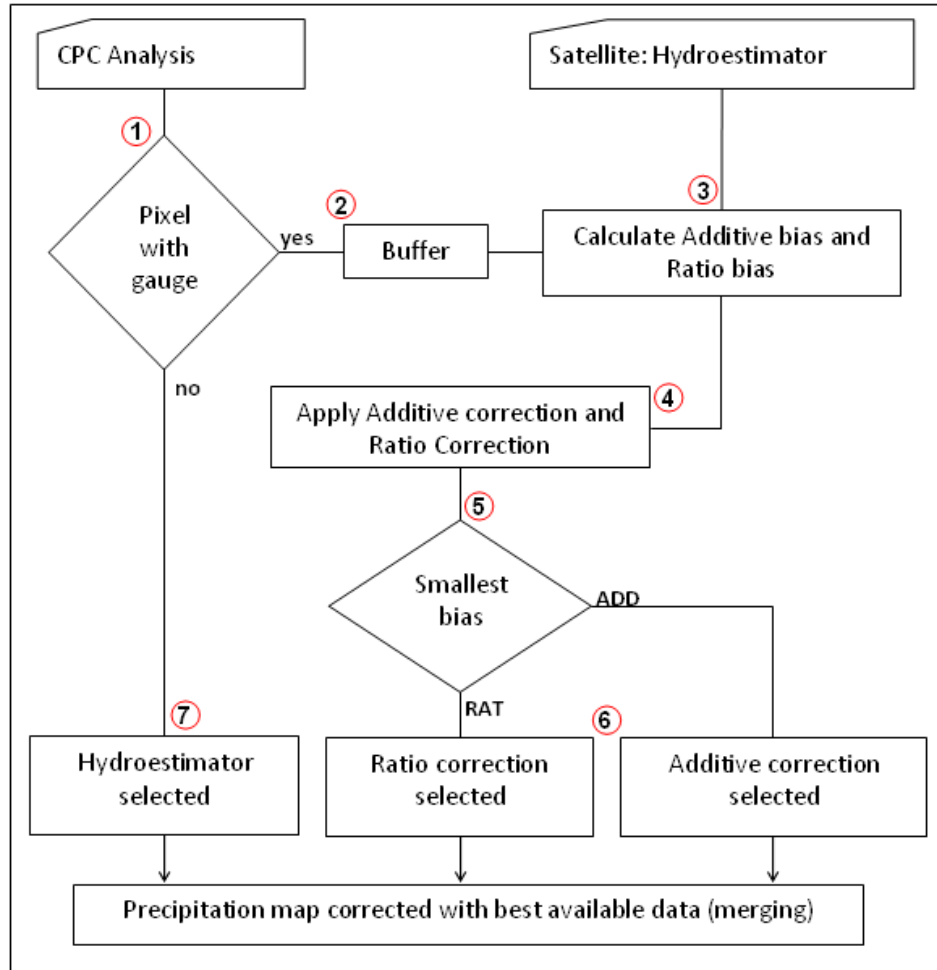 CPC Analysis
Satellite: Hydroestimator
1
Pixel
with
gauge
yes
2
Buffer
3
Calculate Additive bias and
Ratio bias
no
4
Apply Additive correction and
Ratio Correction
5
Smallest
bias
ADD
RAT
7
Hydroestimator
selected
6
Ratio correction
selected
Additive correction
selected
Precipitation map corrected with best available data (merging)